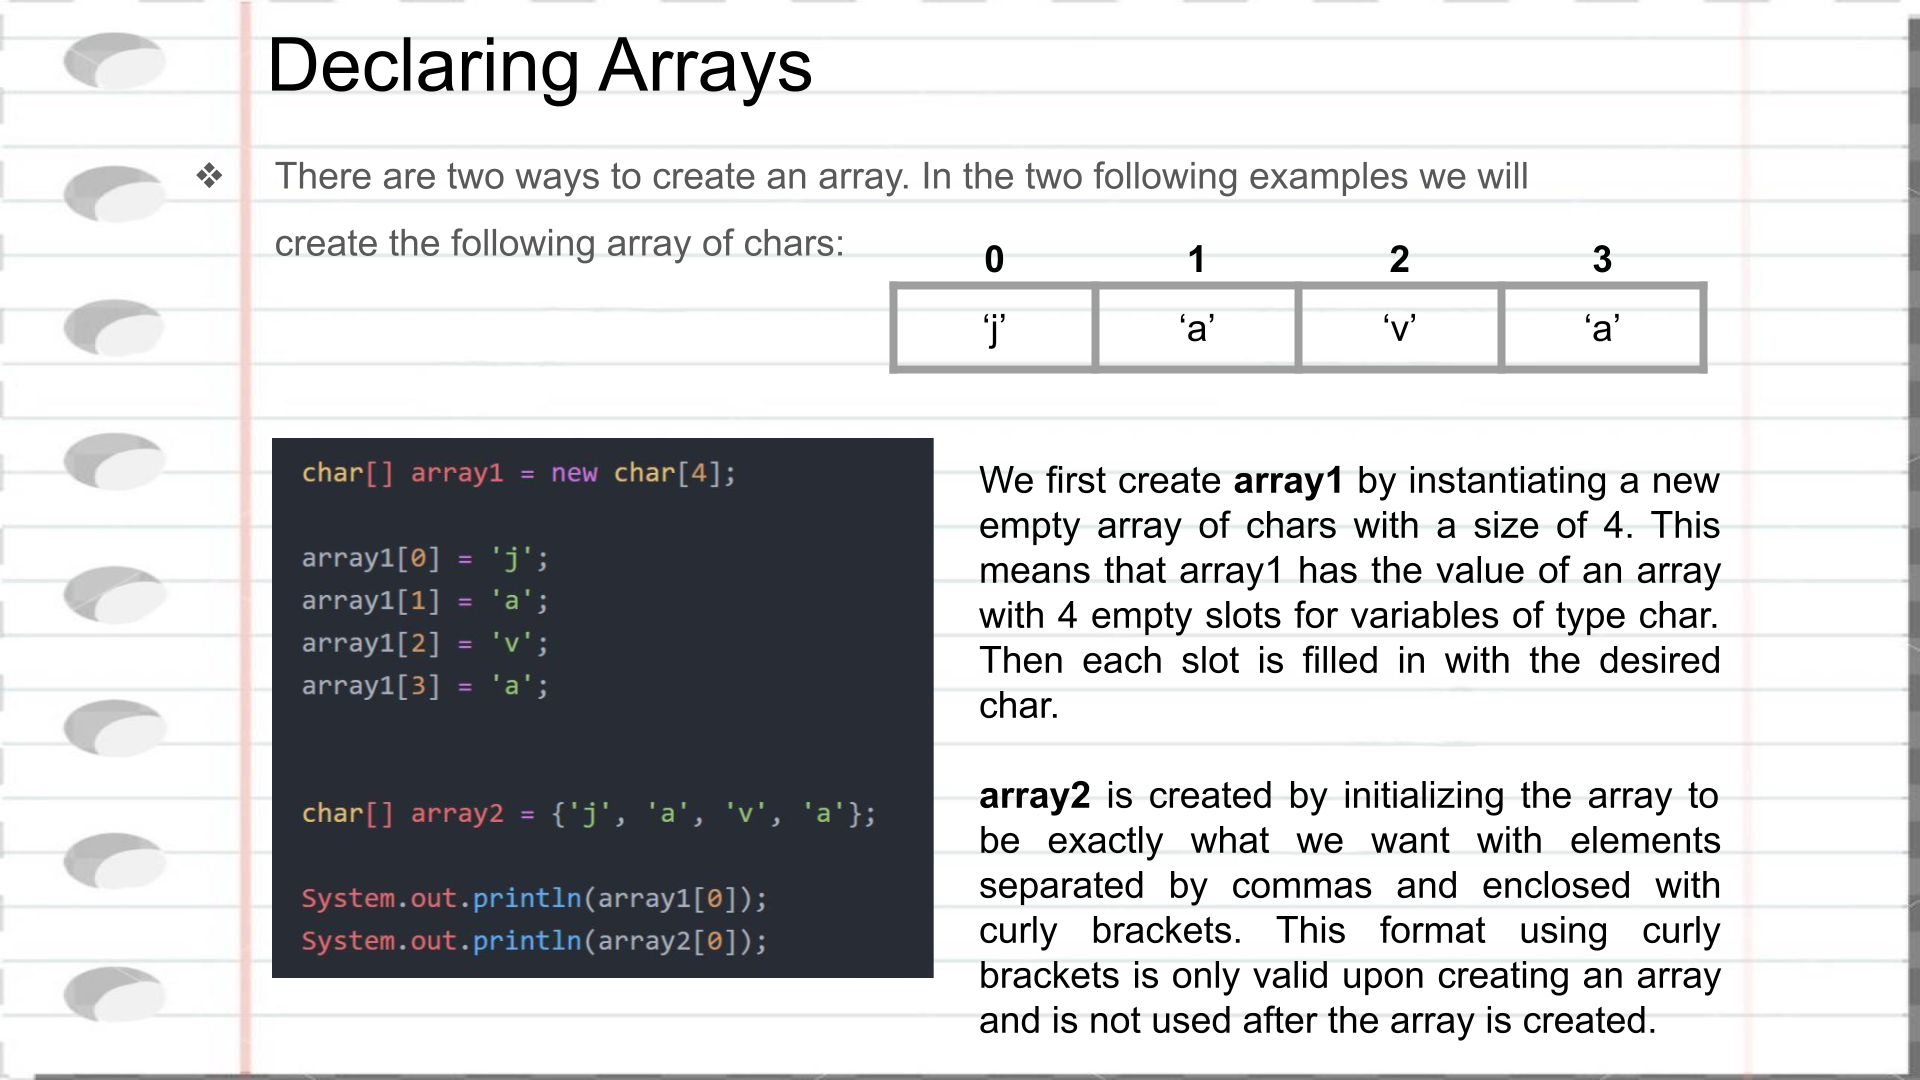 Declaring Arrays
❖ There are two ways to create an array. In the two following examples we will
create the following array of chars:
0 1 2 3
‘j’ ‘a’ ‘v’ ‘a’
char[] array1 = new char[4];
array1[0] = 'j';
array1[1] = 'a';
array1[2] = 'v';
array1[3] = 'a';
char[] array2 = {'j', 'a', 'v', 'a'};
System.out.println(array1[0]);
System.out.println(array2[0]);
We first create array1 by instantiating a new
empty array of chars with a size of 4. This
means that array1 has the value of an array
with 4 empty slots for variables of type char.
Then each slot is filled in with the desired
char.
array2 is created by initializing the array to
be exactly what we want with elements
separated by commas and enclosed with
curly brackets. This format using curly
brackets is only valid upon creating an array
and is not used after the array is created.